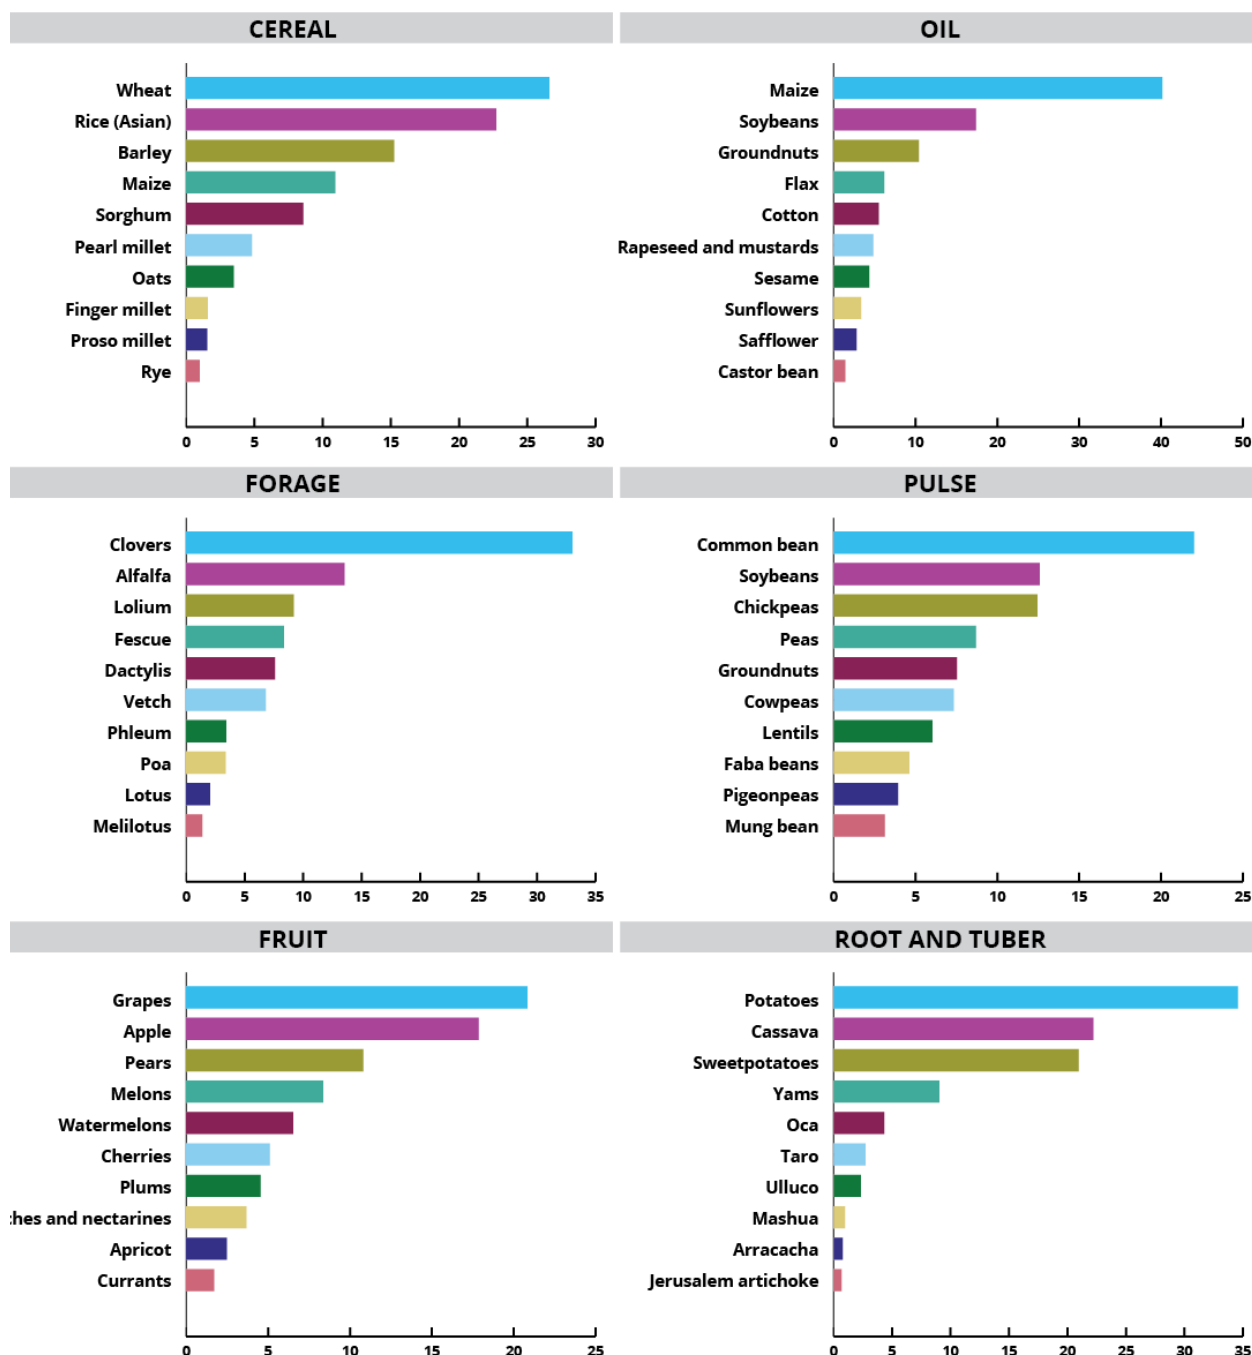 CEREAL
Wheat
Rice (Asian)
Barley
Maize
Sorghum
Pearl millet
Oats
Finger millet
Proso millet
Rye
0 5 10 15 20 25 30
OIL
Maize
Soybeans
Groundnuts
Flax
Cotton
Rapeseed and mustards
Sesame
Sunflowers
Safflower
Castor bean
0 10 20 30 40 50
FORAGE
Clovers
Alfalfa
Lolium
Fescue
Dactylis
Vetch
Phleum
Poa
Lotus
Melilotus
0 5 10 15 20 25 30 35
PULSE
Common bean
Soybeans
Chickpeas
Peas
Groundnuts
Cowpeas
Lentils
Faba beans
Pigeonpeas
Mung bean
0 5 10 15 20 25
FRUIT
Grapes
Apple
Pears
Melons
Watermelons
Cherries
Plums
ches and nectarines
Apricot
Currants
0 5 10 15 20 25
ROOT AND TUBER
Potatoes
Cassava
Sweetpotatoes
Yams
Oca
Taro
Ulluco
Mashua
Arracacha
Jerusalem artichoke
0 5 10 15 20 25 30 35